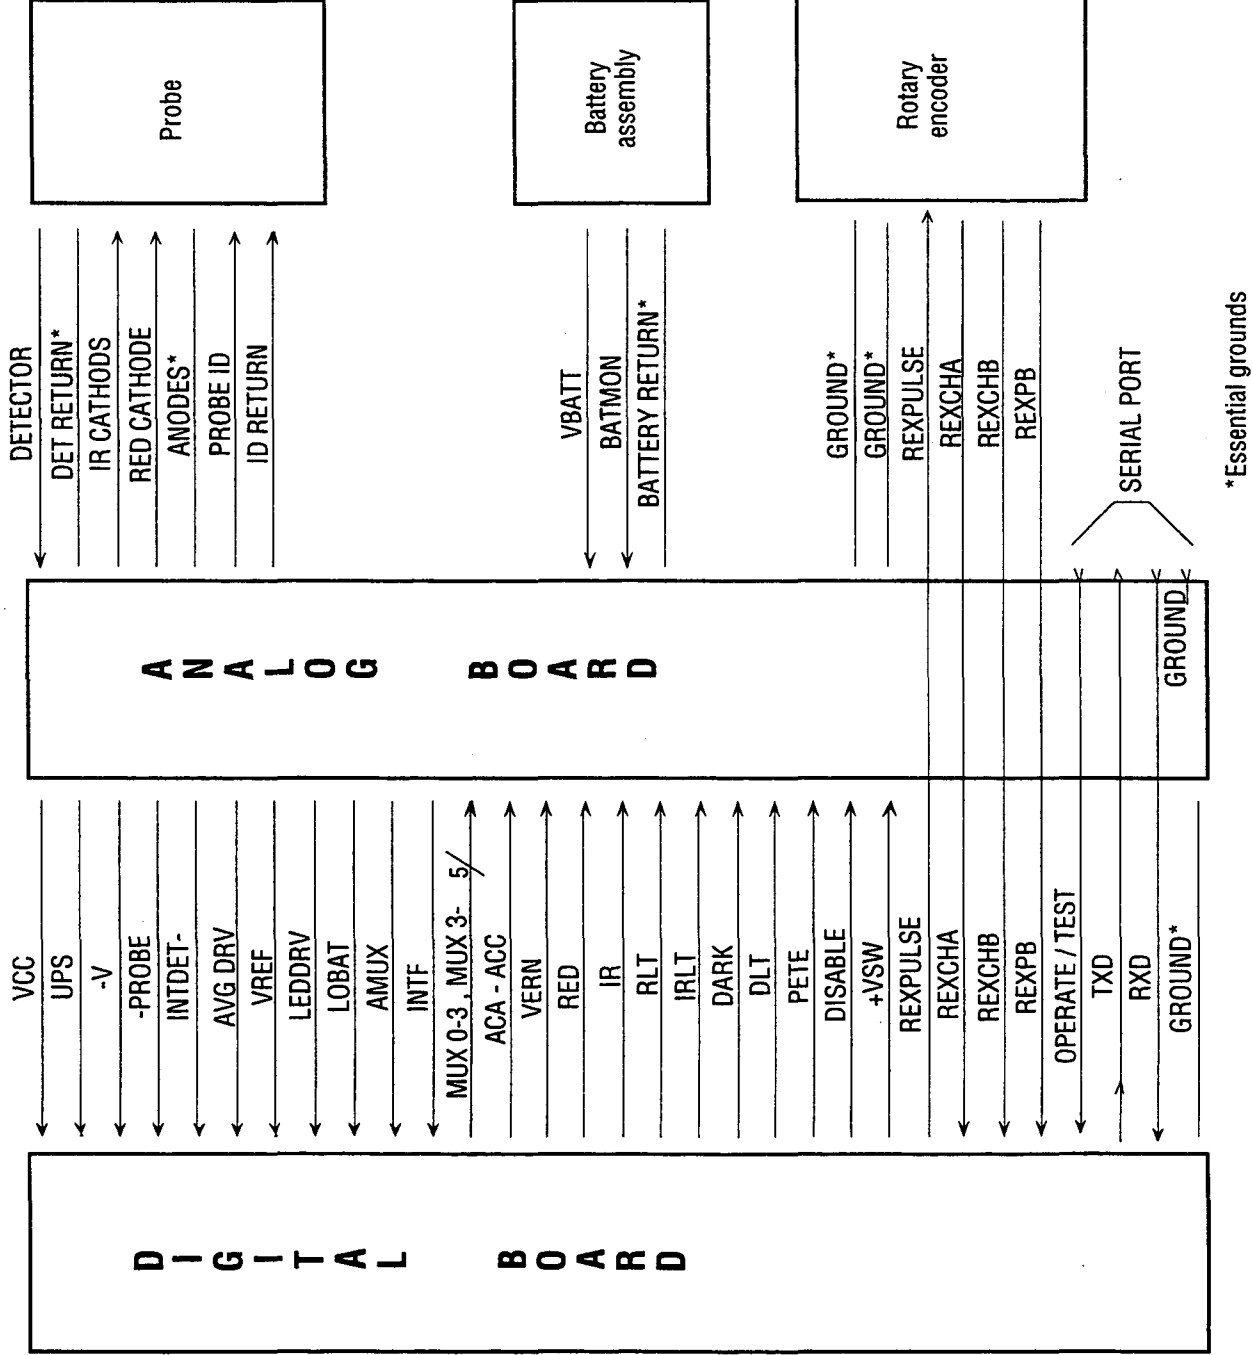 DETECTOR
DET RETURN*
IR CATHODS
RED CATHODE
ANODES*
PROBE ID
ID RETURN
Probe
VBATT
BATMON
BATTERY RETURN*
Battery
assembly
GROUND*
GROUND*
REXPULSE
REXCHA
REXCHB
REXPB
Rotary
encoder
SERIAL PORT
GROUND
*Essential grounds
ANALOG BOARD
VCC
UPS
-V
-PROBE
INTDET-
AVG DRV
VREF
LEDDRV
LOBAT
AMUX
INTF
MUX 0-3, MUX 3- 5/
ACA - ACC
VERN
RED
IR
RLT
IRLT
DARK
DLT
PETE
DISABLE
+VSW
REXPULSE
REXCHA
REXCHB
REXPB
OPERATE / TEST
TXD
RXD
GROUND*
DIGITAL BOARD